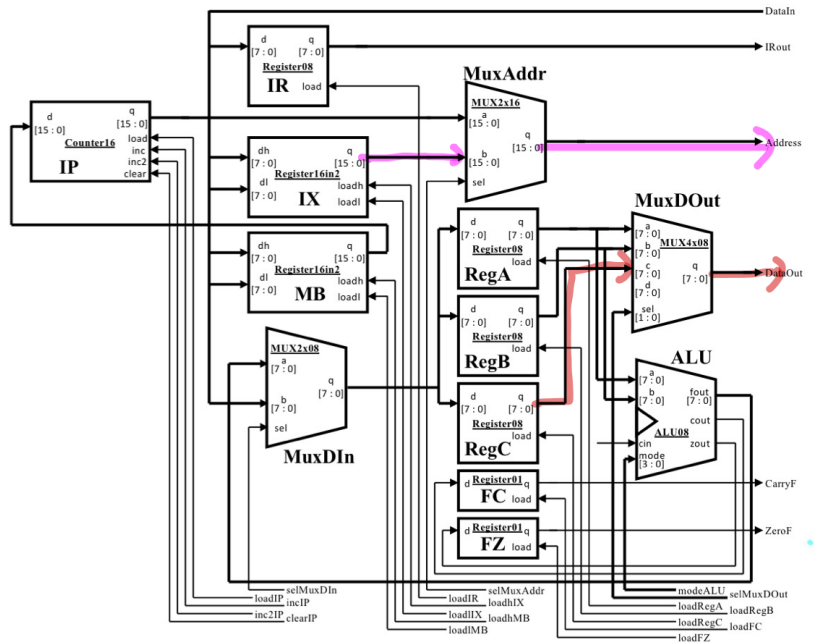 DataIn
d q
[7 : 0] [7 : 0]
Register08
IR load
IRout
MuxAddr
MUX2x16
a
[15 : 0]
q
[15 : 0]
b
[15 : 0]
sel
Address
d q
[15 : 0] [15 : 0]
load
Counter16 inc
inc2
IP clear
dh q
[7 : 0] [15 : 0]
Register16in2
dl loadh
[7: 0] loadl
IX
dh q
[7 : 0] [15 : 0]
Register16in2
dl loadh
[7: 0] loadl
MB
d q
[7 : 0] [7 : 0]
Register08
load
RegA
MuxDOut
a
[7 : 0]
MUX4x08
b
[7: 0]
c
[7: 0]
q
[7 : 0]
d
[7: 0]
sel
[1 : 0]
DataOut
d q
[7 : 0] [7 : 0]
Register08
load
RegB
MUX2x08
a
[7 : 0]
q
[7 : 0]
b
[7 : 0]
sel
MuxDIn
d q
[7 : 0] [7 : 0]
Register08
load
RegC
ALU
a
[7 : 0]
b
[7 : 0]
fout
[7 : 0]
cout
ALU08
zout
cin
mode
[3 : 0]
d Register01 q
FC load
CarryF
d Register01 q
FZ load
ZeroF
selMuxDIn
loadIP
incIP
inc2IP
clearIP
selMuxAddr
loadIR
loadhIX
loadlIX
loadhMB
loadlMB
modeALU
selMuxDOut
loadRegA
loadRegB
loadRegC
loadFC
loadFZ